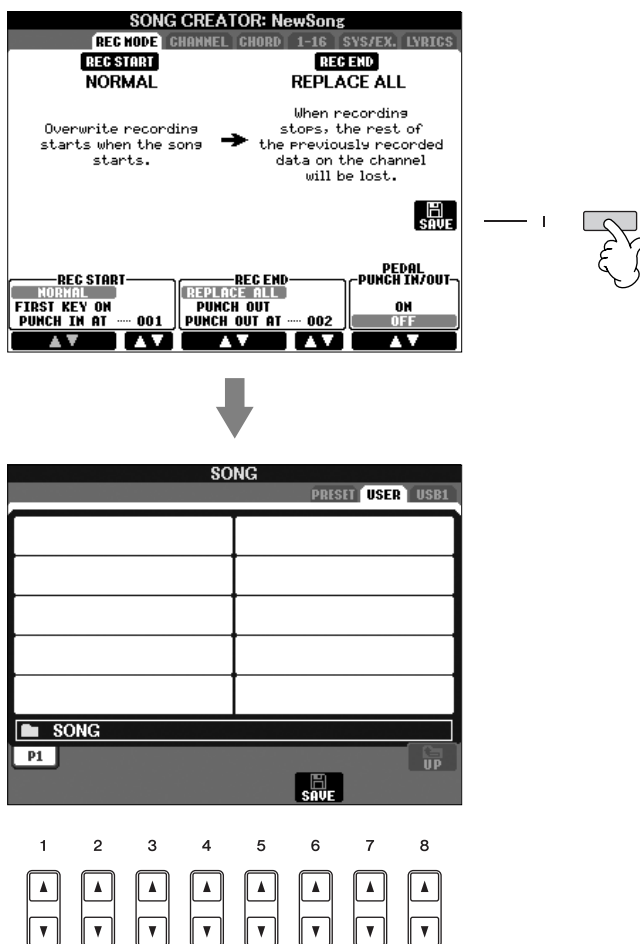 SONG CREATOR: NewSong
REC MODE CHANNEL CHORD 1-16 SYS/EX. LYRICS
REC START
NORMAL
REC END
REPLACE ALL
Overwrite recording
starts when the song
starts.
When recording
stops, the rest of
the previously recorded
data on the channel
will be lost.
SAVE
I
REC START
NORMAL
FIRST KEY ON
PUNCH IN AT ···· 001
REC END
REPLACE ALL
PUNCH OUT
PUNCH OUT AT ···· 002
PEDAL
PUNCH IN/OUT
ON
OFF
SONG
PRESET USER USB1
SONG
P1
UP
SAVE
1 2 3 4 5 6 7 8